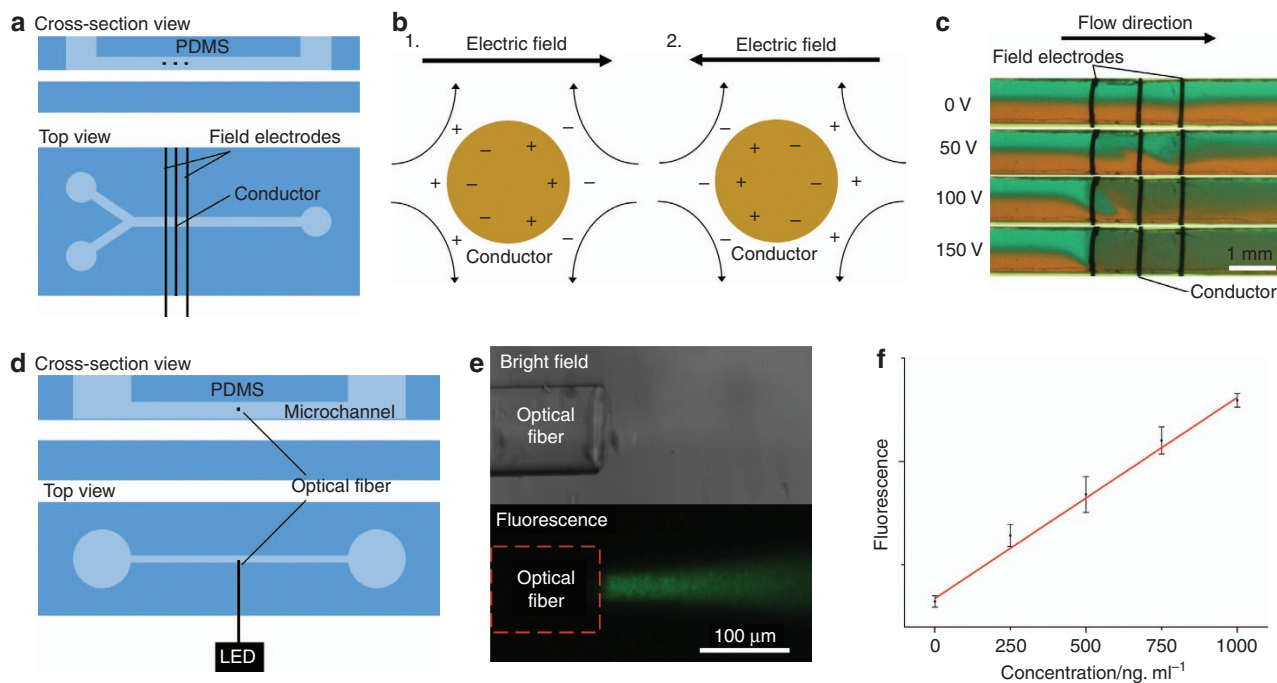 a
Cross-section view
PDMS
Top view
Field electrodes
Conductor
b
1.
Electric field
+ − + −
− +
+ − + −
− +
+ −
Conductor
2.
Electric field
− + − +
+ −
− + − +
+ −
− +
Conductor
c
Flow direction
Field electrodes
0 V
50 V
100 V
150 V
1 mm
Conductor
d
Cross-section view
PDMS
Microchannel
Optical fiber
Top view
LED
e
Bright field
Optical
fiber
Fluorescence
Optical
fiber
100 μm
f
Fluorescence
0 250 500 750 1000
Concentration/ng. ml⁻¹